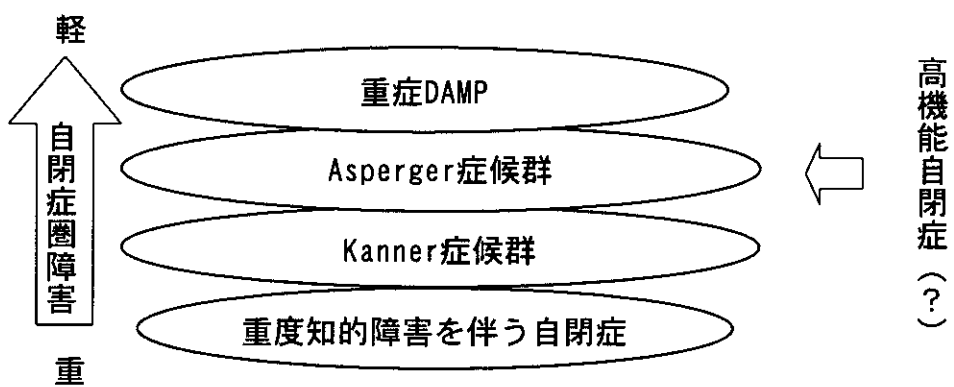 軽
自閉症圏障害
重
重症DAMP
Asperger症候群
Kanner症候群
重度知的障害を伴う自閉症
高機能自閉症(?)